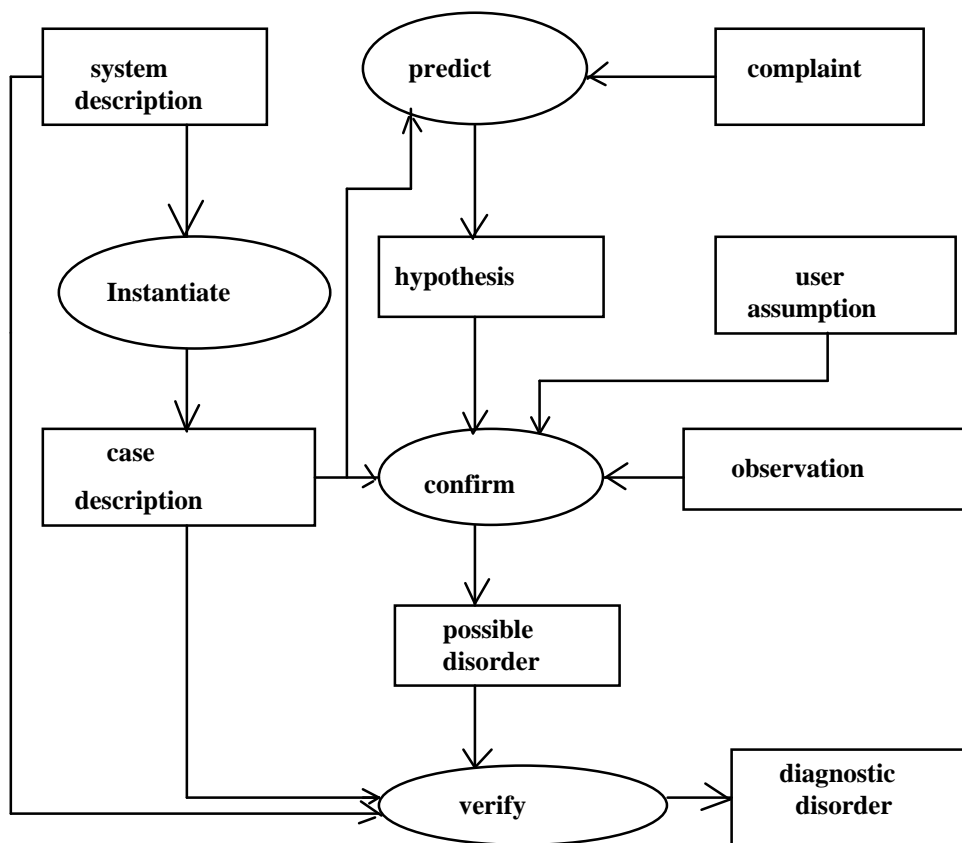 system
description
predict
complaint
Instantiate
hypothesis
user
assumption
case
description
confirm
observation
possible
disorder
verify
diagnostic
disorder